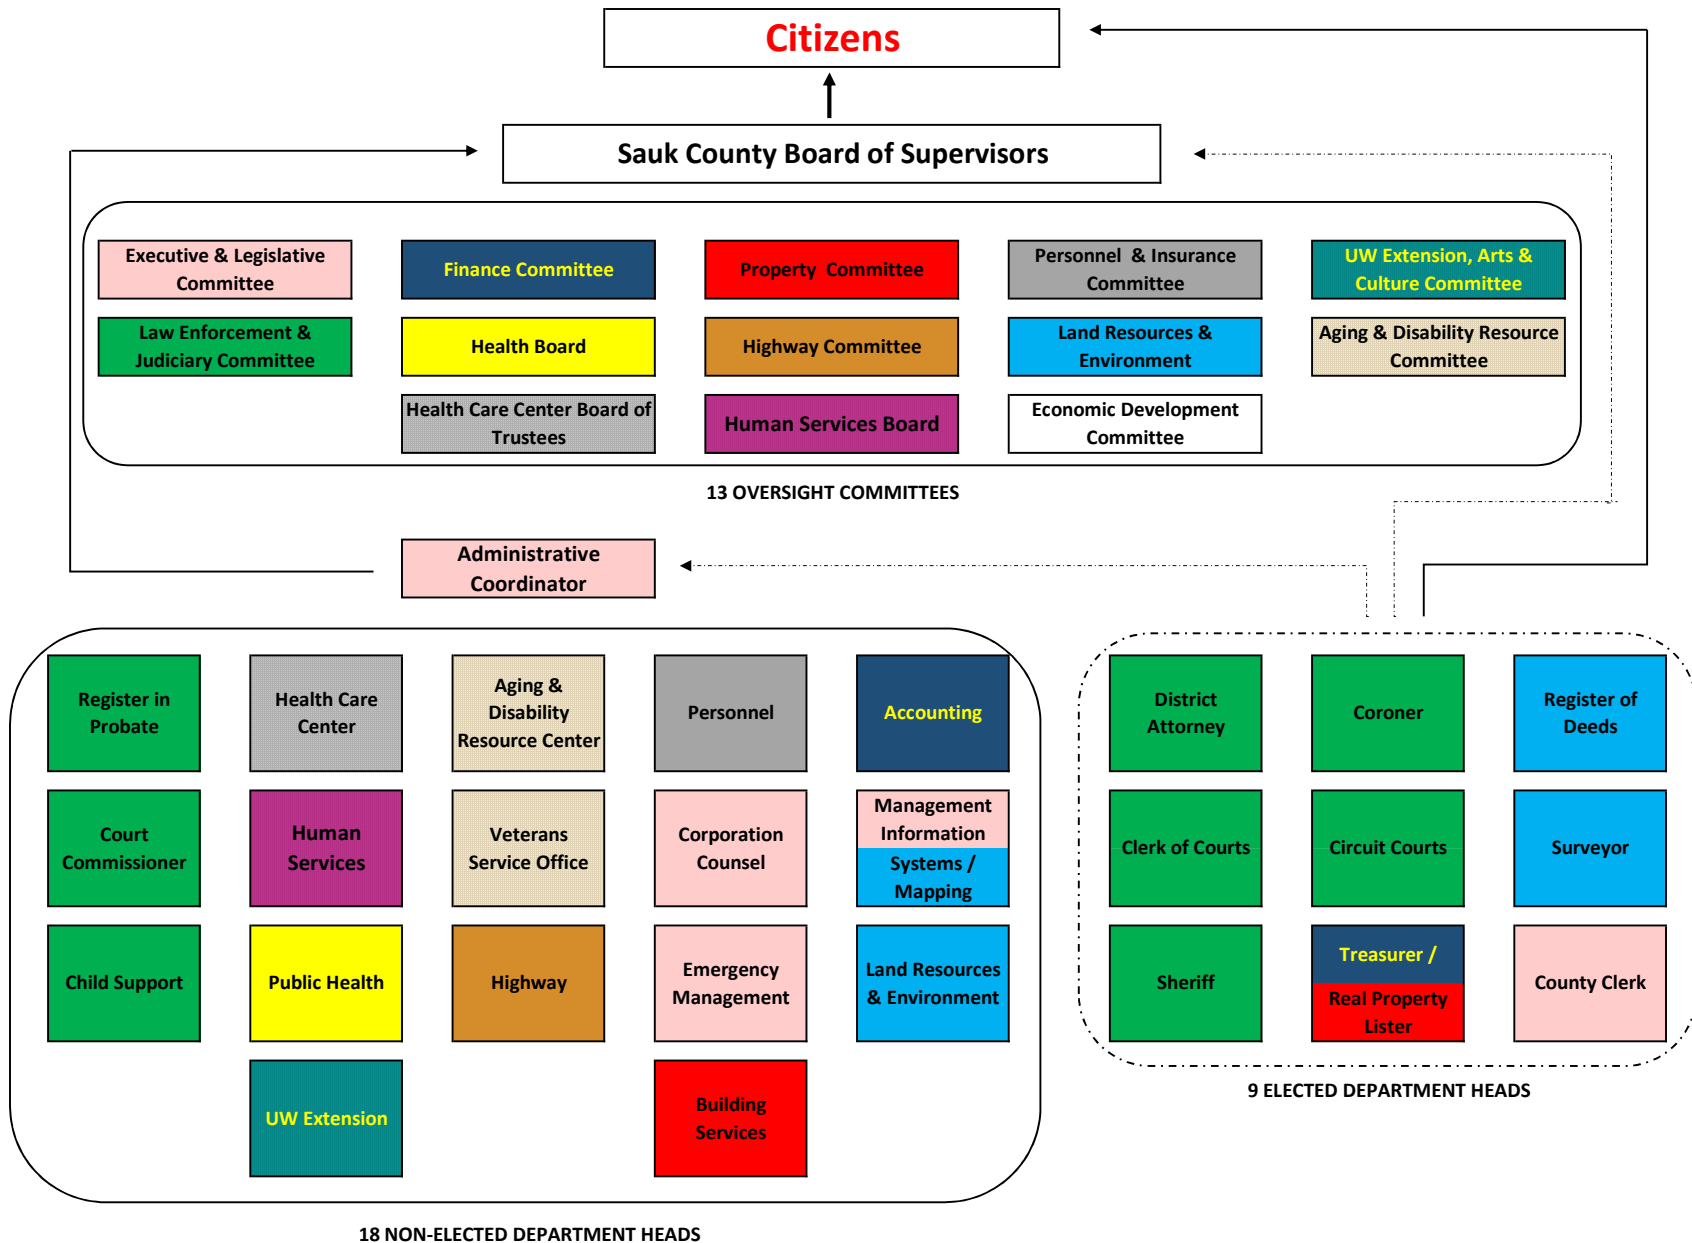 Citizens
Sauk County Board of Supervisors
Executive & Legislative
Committee
Finance Committee
Property Committee
Personnel & Insurance
Committee
UW Extension, Arts &
Culture Committee
Law Enforcement &
Judiciary Committee
Health Board
Highway Committee
Land Resources &
Environment
Aging & Disability Resource
Committee
Health Care Center Board of
Trustees
Human Services Board
Economic Development
Committee
13 OVERSIGHT COMMITTEES
Administrative
Coordinator
Register in
Probate
Health Care
Center
Aging &
Disability
Resource Center
Personnel
Accounting
Court
Commissioner
Human
Services
Veterans
Service Office
Corporation
Counsel
Management
Information
Systems /
Mapping
Child Support
Public Health
Highway
Emergency
Management
Land Resources
& Environment
UW Extension
Building
Services
18 NON-ELECTED DEPARTMENT HEADS
District
Attorney
Coroner
Register of
Deeds
Clerk of Courts
Circuit Courts
Surveyor
Sheriff
Treasurer /
Real Property
Lister
County Clerk
9 ELECTED DEPARTMENT HEADS